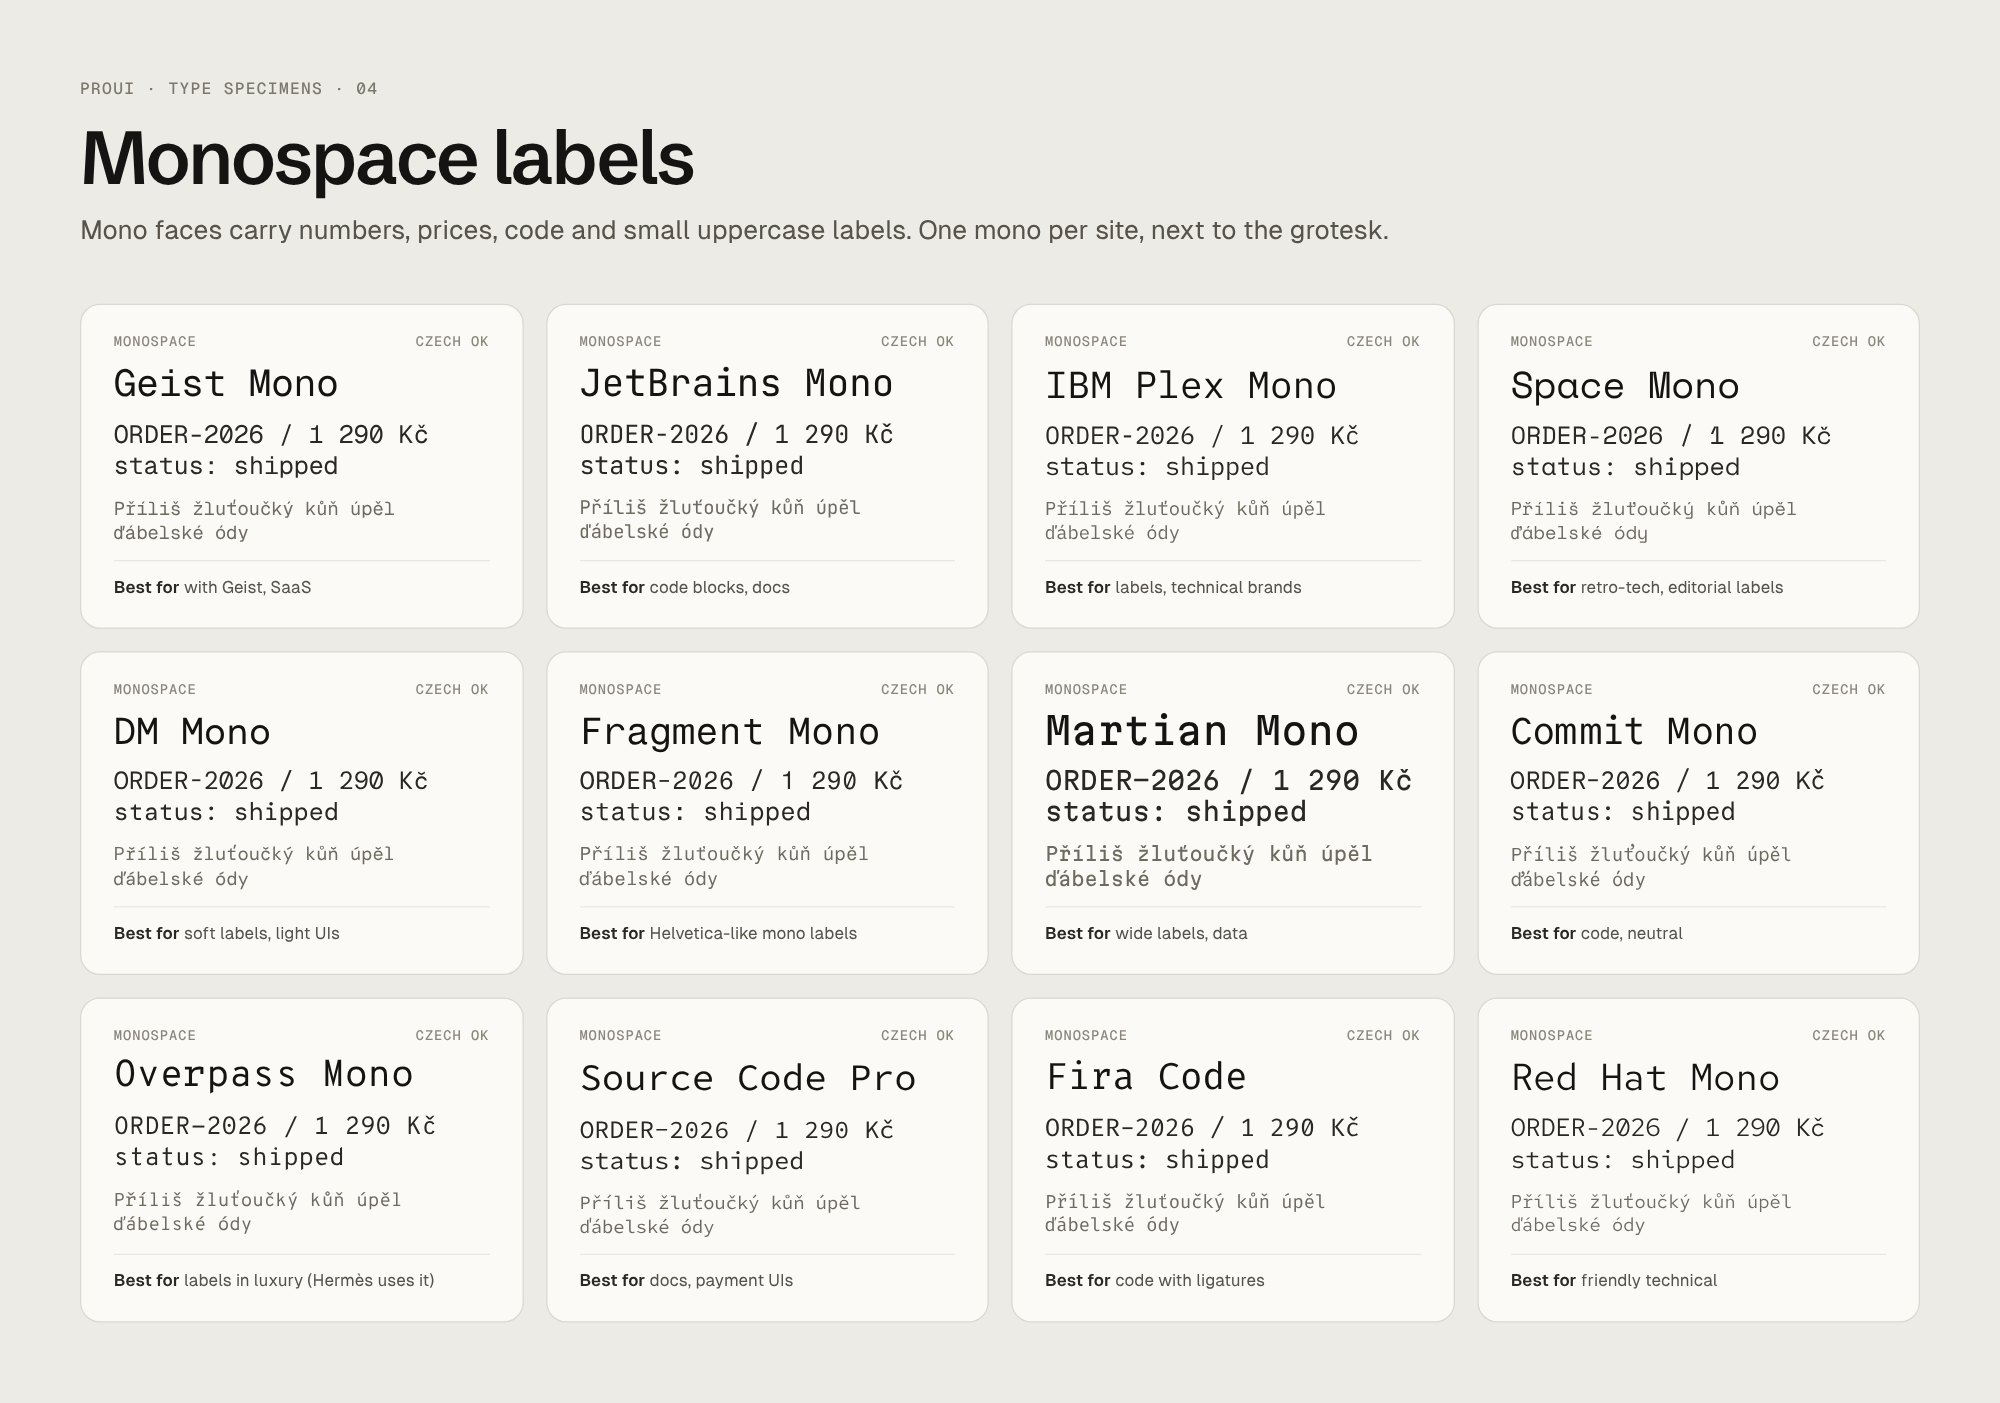 PROUI · TYPE SPECIMENS · 04
Monospace labels
Mono faces carry numbers, prices, code and small uppercase labels. One mono per site, next to the grotesk.
MONOSPACE CZECH OK
Geist Mono
ORDER-2026 / 1 290 Kč
status: shipped
Příliš žluťoučký kůň úpěl
ďábelské ódy
Best for with Geist, SaaS
MONOSPACE CZECH OK
JetBrains Mono
ORDER-2026 / 1 290 Kč
status: shipped
Příliš žluťoučký kůň úpěl
ďábelské ódy
Best for code blocks, docs
MONOSPACE CZECH OK
IBM Plex Mono
ORDER-2026 / 1 290 Kč
status: shipped
Příliš žluťoučký kůň úpěl
ďábelské ódy
Best for labels, technical brands
MONOSPACE CZECH OK
Space Mono
ORDER-2026 / 1 290 Kč
status: shipped
Příliš žluťoučký kůň úpěl
ďábelské ódy
Best for retro-tech, editorial labels
MONOSPACE CZECH OK
DM Mono
ORDER-2026 / 1 290 Kč
status: shipped
Příliš žluťoučký kůň úpěl
ďábelské ódy
Best for soft labels, light UIs
MONOSPACE CZECH OK
Fragment Mono
ORDER-2026 / 1 290 Kč
status: shipped
Příliš žluťoučký kůň úpěl
ďábelské ódy
Best for Helvetica-like mono labels
MONOSPACE CZECH OK
Martian Mono
ORDER-2026 / 1 290 Kč
status: shipped
Příliš žluťoučký kůň úpěl
ďábelské ódy
Best for wide labels, data
MONOSPACE CZECH OK
Commit Mono
ORDER-2026 / 1 290 Kč
status: shipped
Příliš žluťoučký kůň úpěl
ďábelské ódy
Best for code, neutral
MONOSPACE CZECH OK
Overpass Mono
ORDER-2026 / 1 290 Kč
status: shipped
Příliš žluťoučký kůň úpěl
ďábelské ódy
Best for labels in luxury (Hermès uses it)
MONOSPACE CZECH OK
Source Code Pro
ORDER-2026 / 1 290 Kč
status: shipped
Příliš žluťoučký kůň úpěl
ďábelské ódy
Best for docs, payment UIs
MONOSPACE CZECH OK
Fira Code
ORDER-2026 / 1 290 Kč
status: shipped
Příliš žluťoučký kůň úpěl
ďábelské ódy
Best for code with ligatures
MONOSPACE CZECH OK
Red Hat Mono
ORDER-2026 / 1 290 Kč
status: shipped
Příliš žluťoučký kůň úpěl
ďábelské ódy
Best for friendly technical